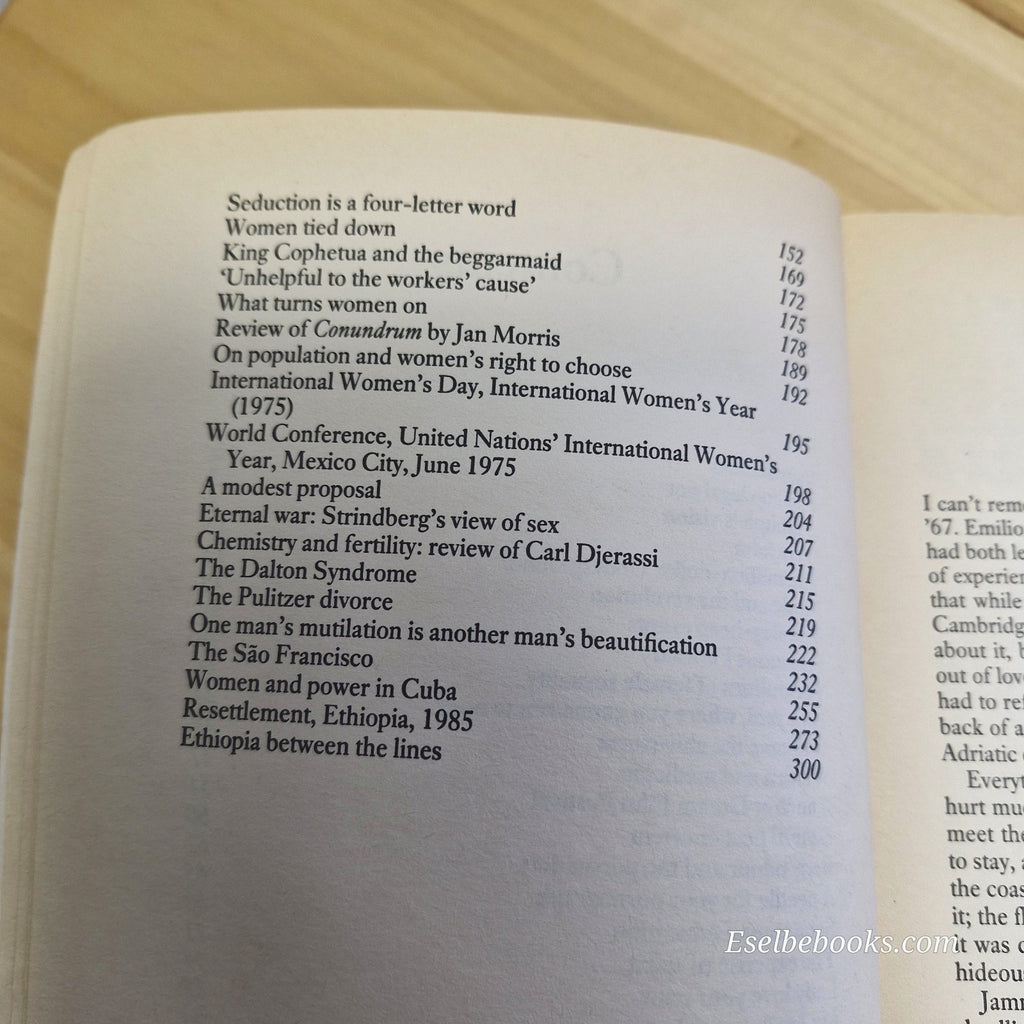 Seduction is a four-letter word 152
Women tied down 169
King Cophetua and the beggarmaid 172
‘Unhelpful to the workers’ cause’ 175
What turns women on 178
Review of Conundrum by Jan Morris 189
On population and women’s right to choose 192
International Women’s Day, International Women’s Year
(1975) 195
World Conference, United Nations’ International Women’s
Year, Mexico City, June 1975 198
A modest proposal 204
Eternal war: Strindberg’s view of sex 207
Chemistry and fertility: review of Carl Djerassi 211
The Dalton Syndrome 215
The Pulitzer divorce 219
One man’s mutilation is another man’s beautification 222
The São Francisco 232
Women and power in Cuba 255
Resettlement, Ethiopia, 1985 273
Ethiopia between the lines 300
I can’t rem
’67. Emilio
had both le
of experien
that while
Cambridg
about it, b
out of lov
had to ref
back of a
Adriatic
Everyt
hurt mu
meet the
to stay, a
the coas
it; the fl
it was c
hideou
Jam
Eselbebooks.com